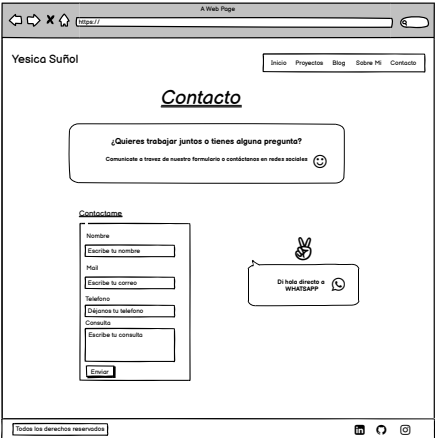 A Web Page
https://
Yesica Suñol
Inicio Proyectos Blog Sobre Mi Contacto
Contacto
¿Quieres trabajar juntos o tienes alguna pregunta?
Comunicate a travez de nuestro formulario o contáctanos en redes sociales
Contactame
Nombre
Escribe tu nombre
Mail
Escribe tu correo
Telefono
Déjanos tu telefono
Consulta
Escribe tu consulta
Enviar
Di hola directo a
WHATSAPP
Todos los derechos reservados
in